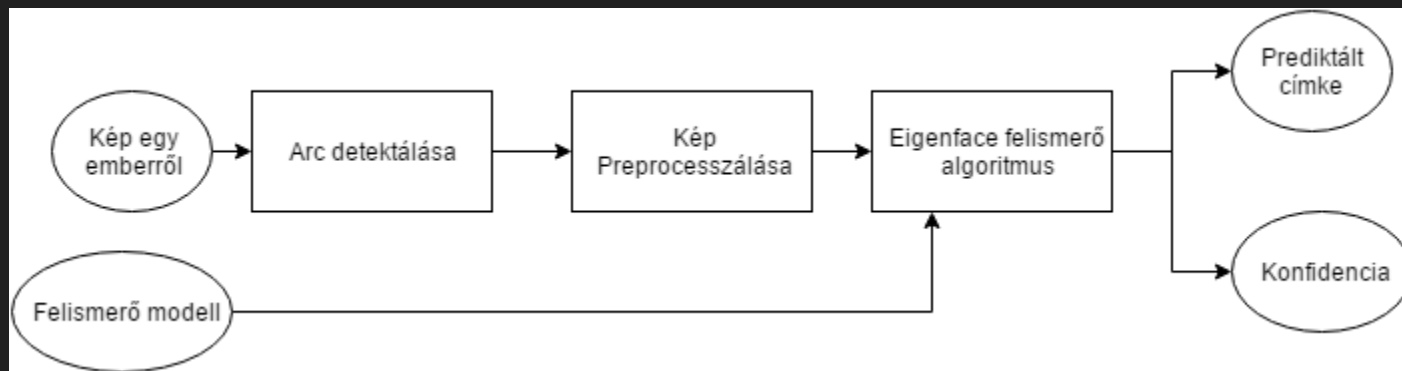 Kép egy
emberről
Arc detektálása
Kép
Preprocesszálása
Eigenface felismerő
algoritmus
Prediktált
címke
Konfidencia
Felismerő modell